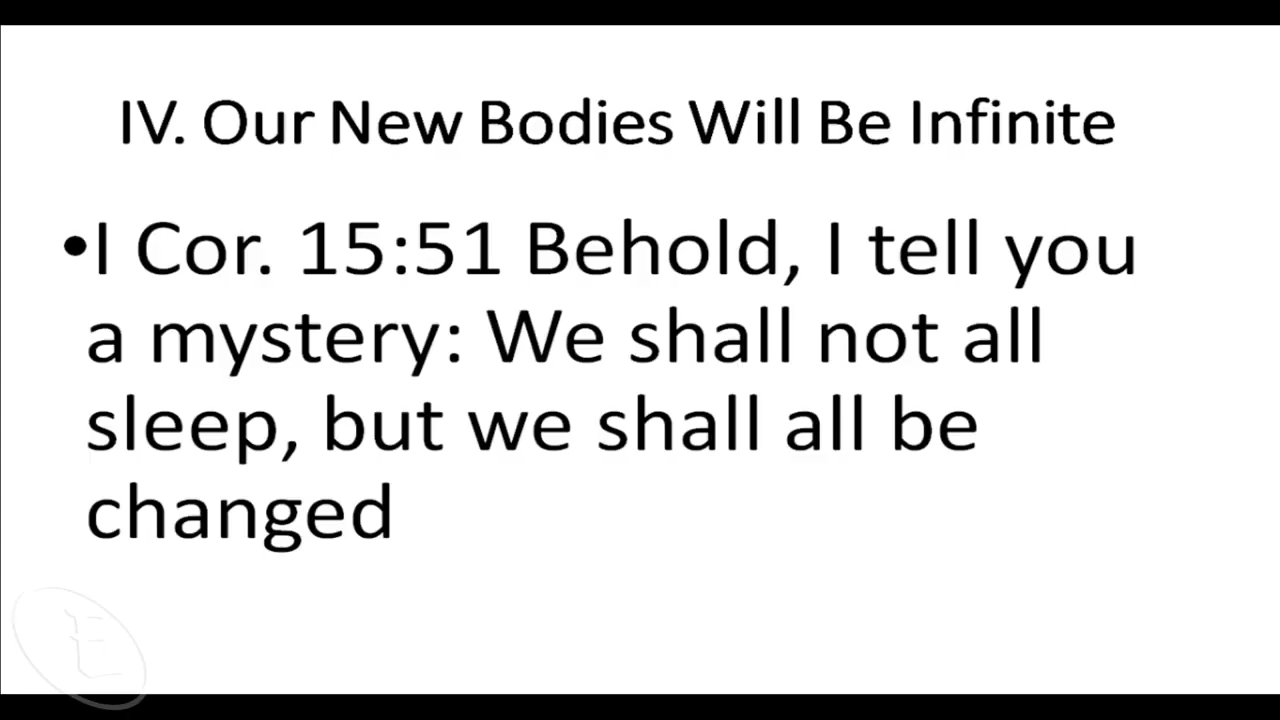 IV. Our New Bodies Will Be Infinite
•I Cor. 15:51 Behold, I tell you
a mystery: We shall not all
sleep, but we shall all be
changed